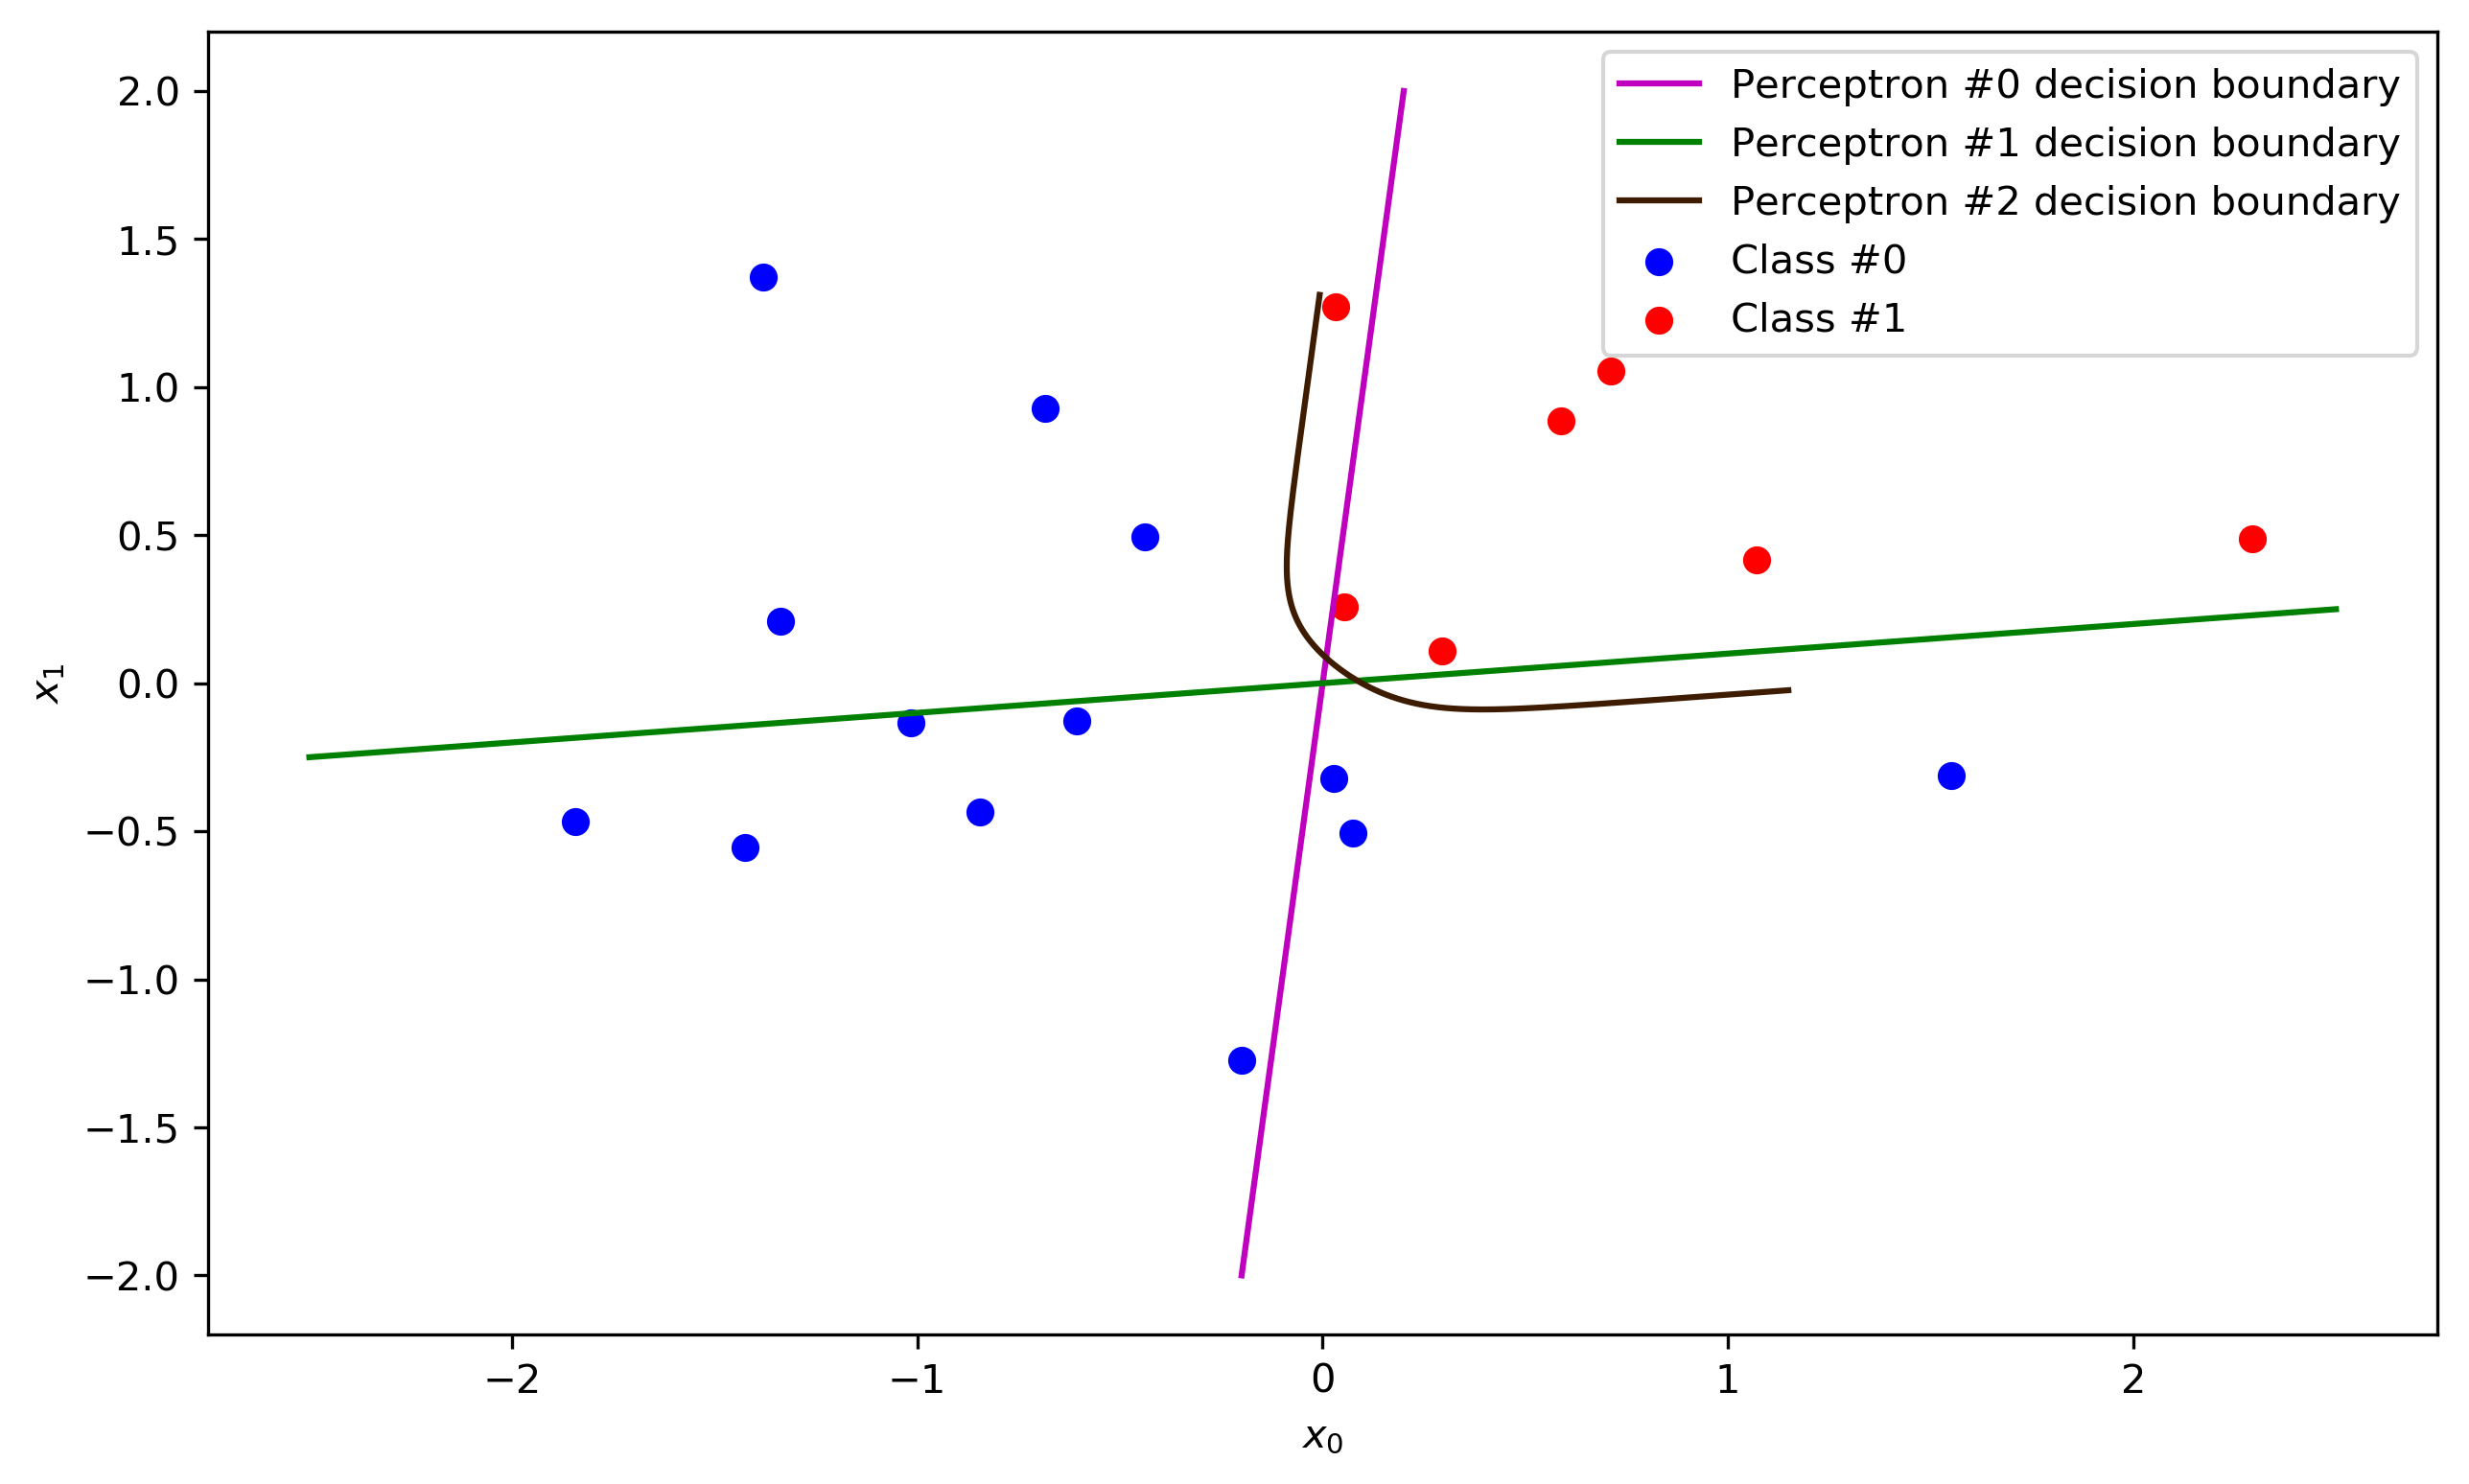 Perceptron #0 decision boundary
Perceptron #1 decision boundary
Perceptron #2 decision boundary
Class #0
Class #1
2.0
1.5
1.0
0.5
0.0
−0.5
−1.0
−1.5
−2.0
x₁
−2 −1 0 1 2
x₀